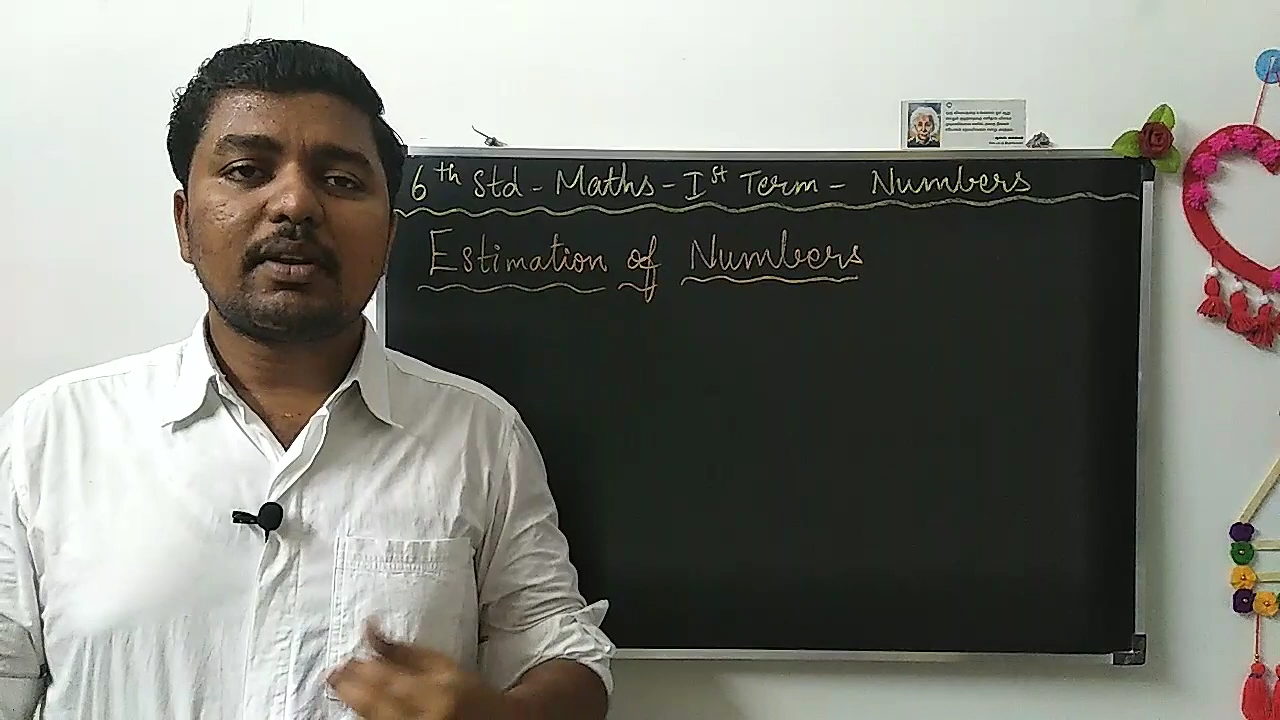 6th Std - Maths - Ist Term - Numbers
Estimation of Numbers